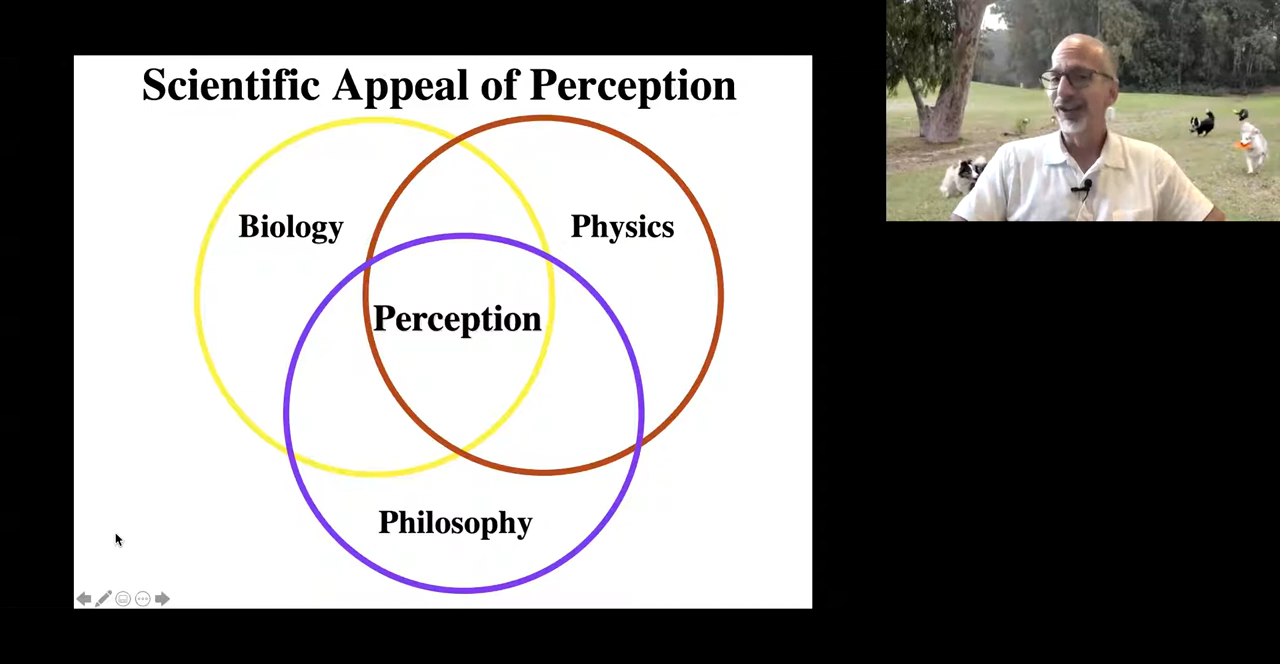 Scientific Appeal of Perception
Biology
Physics
Perception
Philosophy